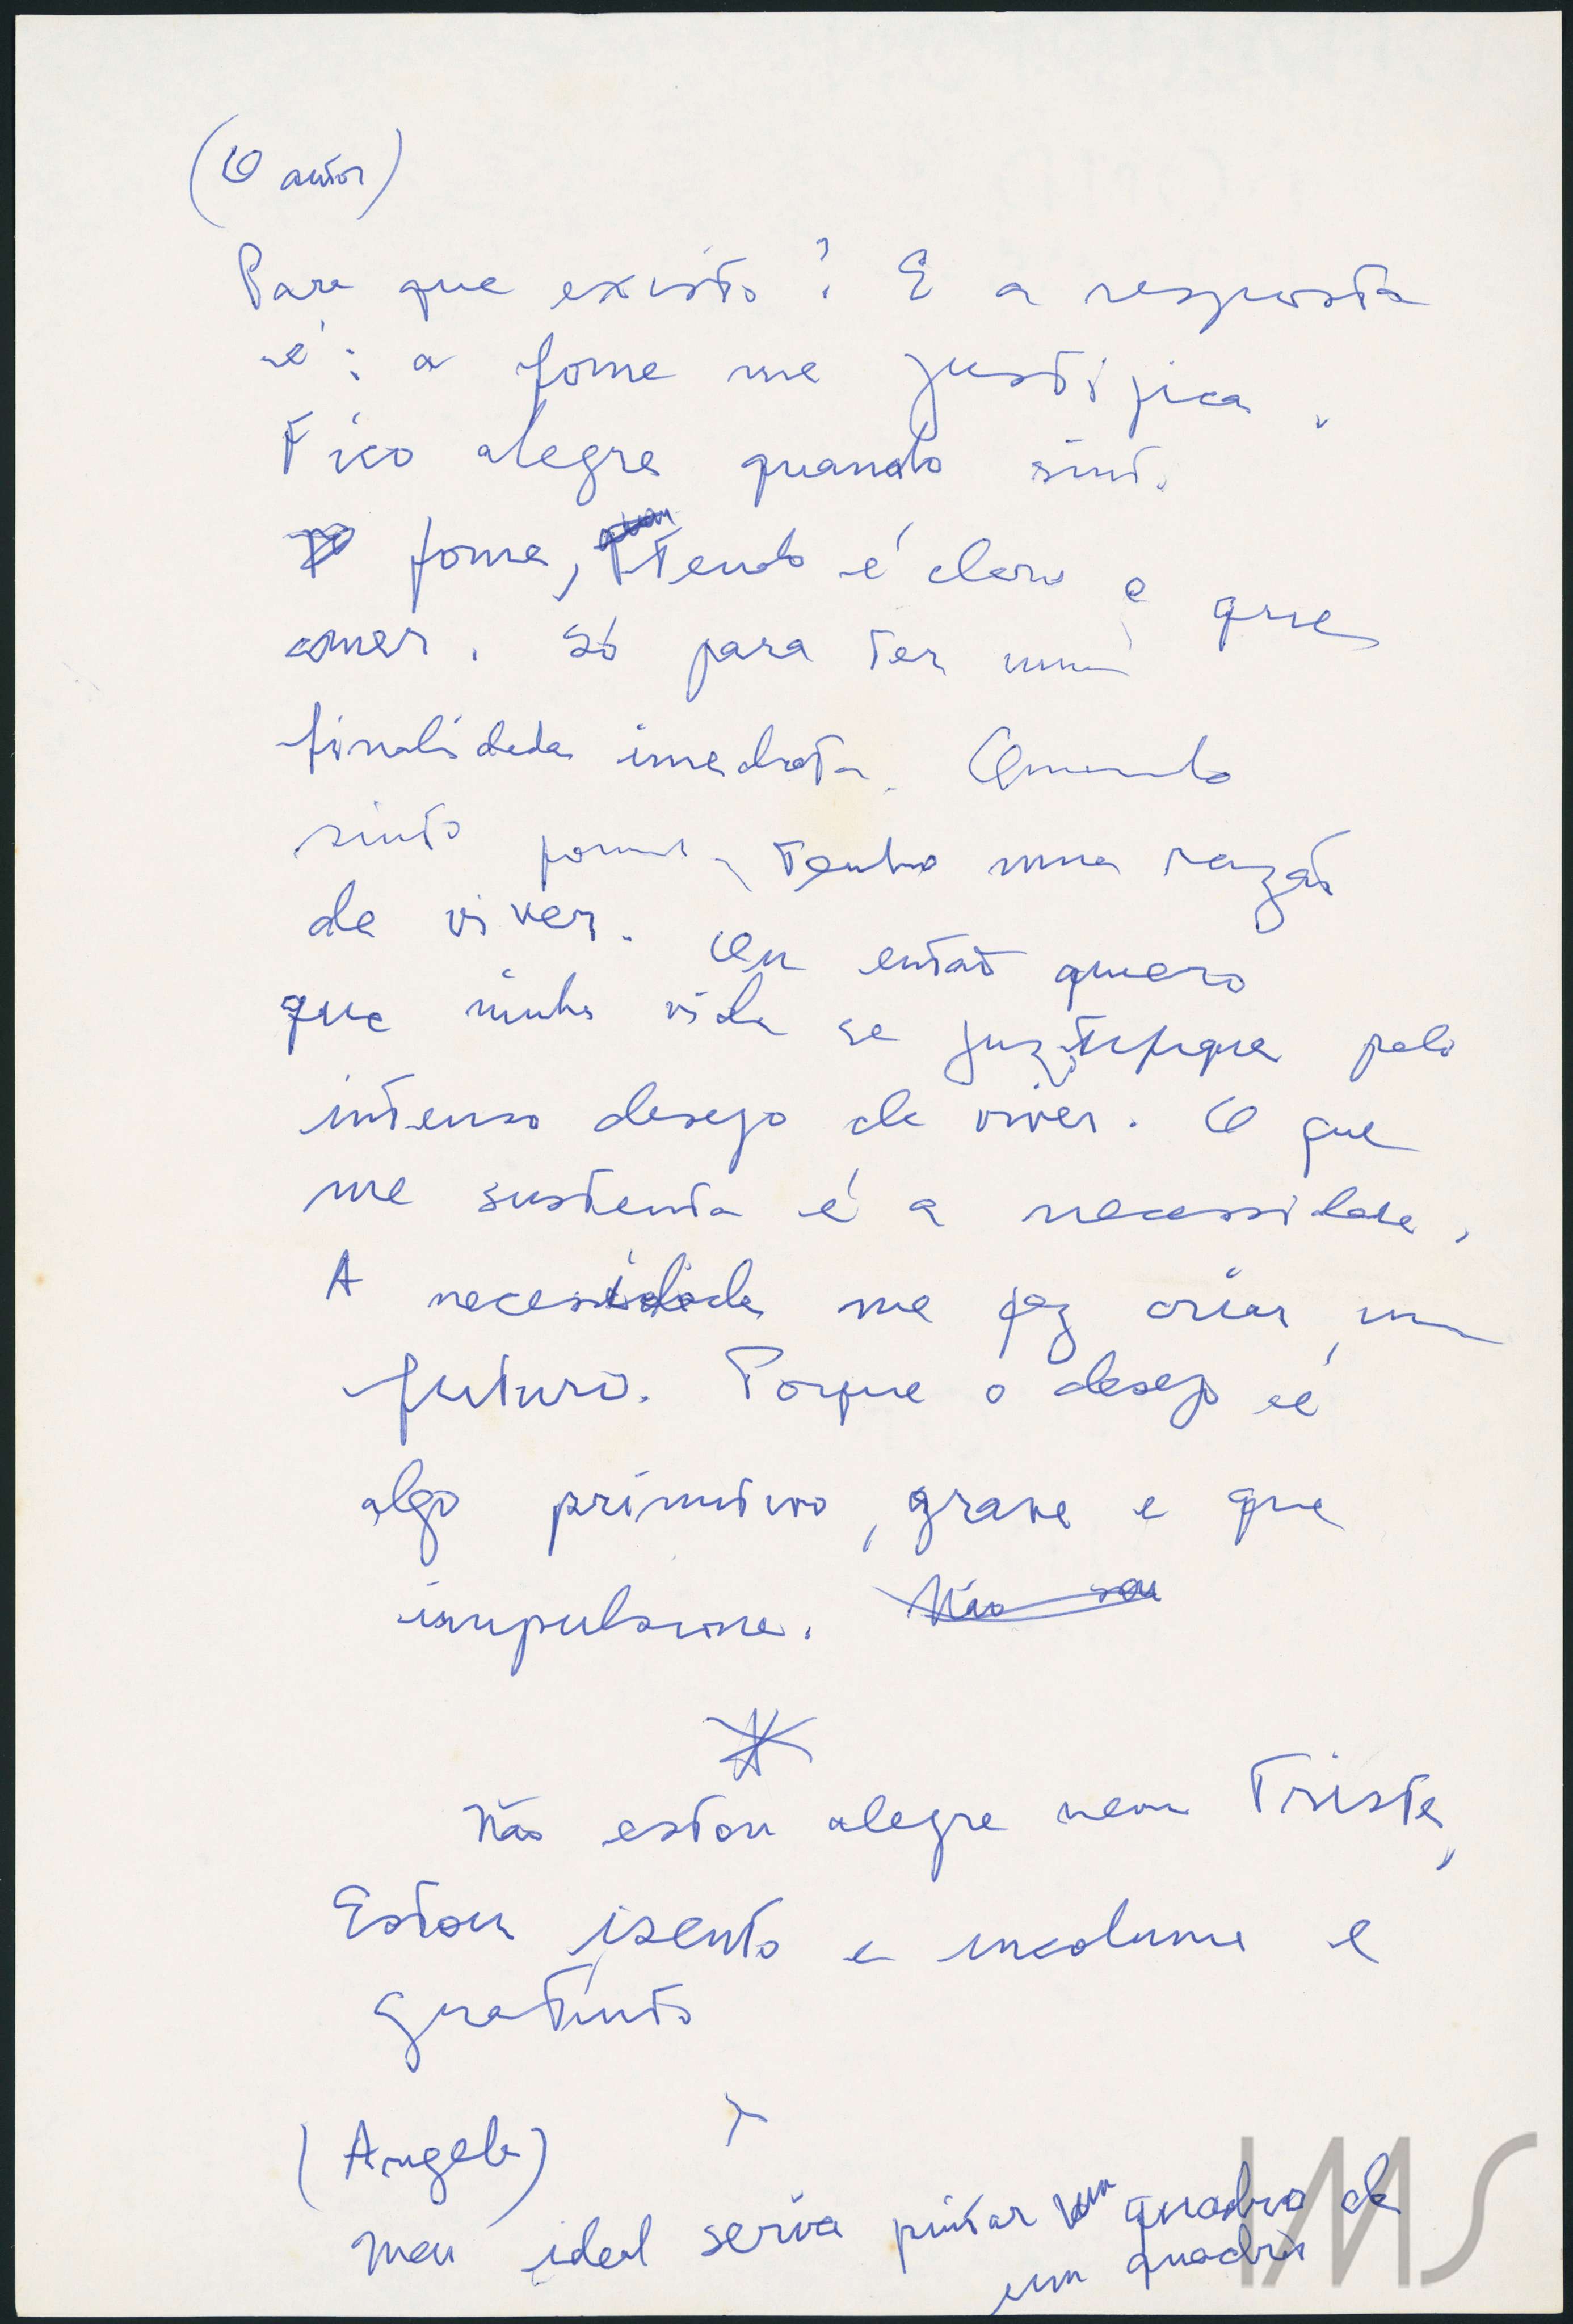 (O autor)
Para que existo? E a resposta
é: a fome me justifica.
Fico alegre quando sinto
fome, tendo é claro o que
comer. Só para ter uma
finalidade imediata. Quando
sinto fome, tenho uma razão
de viver. Ou então quero
que minha vida se justifique pelo
intenso desejo de viver. O que
me sustenta é a necessidade.
A necessidade me faz criar um
futuro. Porque o desejo é
algo primitivo, grave e que
impulsiona. Não sou
*
Não estou alegre nem triste,
Estou isento e incolume e
gratuito
(Angela)
Meu ideal seria pintar um quadro de
um quadro
IMS